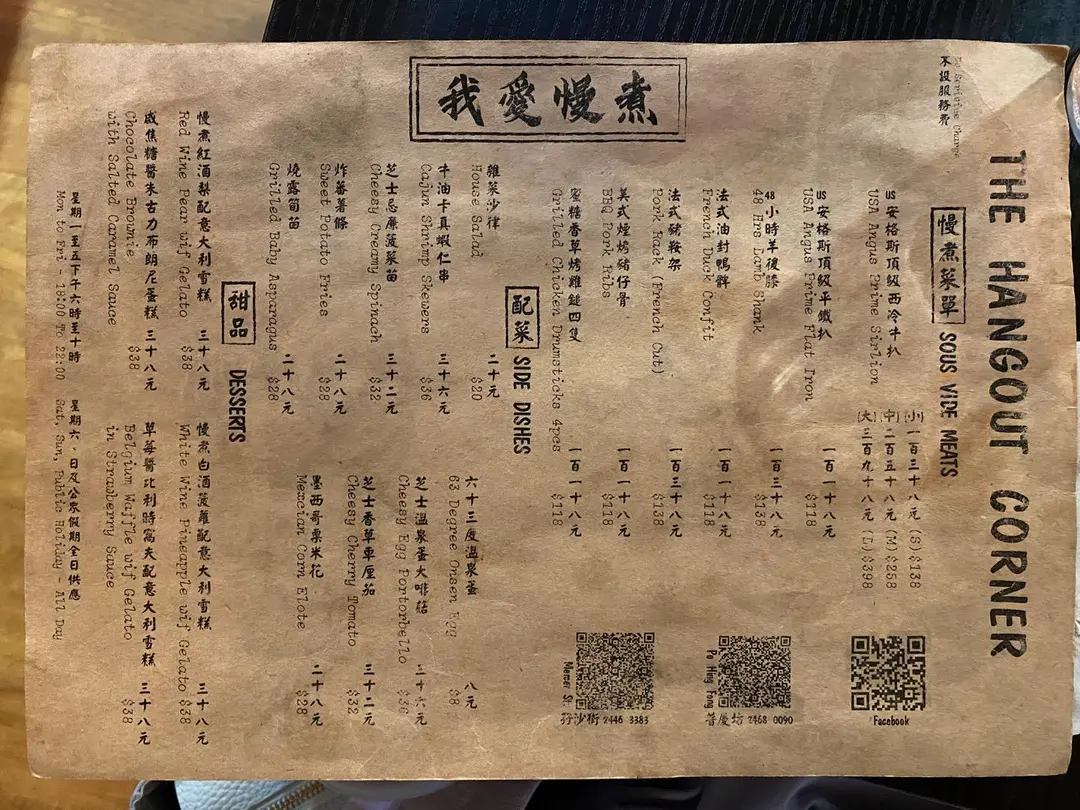 不設服務費
No Service Charge
THE HANGOUT CORNER
我愛慢煮
慢煮菜單 SOUS VIDE MEATS
US 安格斯頂級西冷牛扒 [小] 一百三十八元 (S) $138
USA Angus Prime Sirlion [中] 二百五十八元 (M) $258
[大] 三百九十八元 (L) $398
US 安格斯頂級平鐵扒 一百一十八元
USA Angus Prime Flat Iron $118
48 小時羊後膝 一百三十八元
48 Hrs Lamb Shank $138
法式油封鴨髀 一百一十八元
French Duck Confit $118
法式豬鞍架 一百三十八元
Pork Rack (French Cut) $138
美式煙烤豬仔骨 一百一十八元
BBQ Pork Ribs $118
蜜糖香草烤雞鎚四隻 一百一十八元
Grilled Chicken Drumsticks 4pcs $118
Facebook
Po Hing Fong
普慶坊 2468 0090
Mercer St.
孖沙街 2446 3383
配菜 SIDE DISHES
雜菜沙律 二十元
House Salad $20
牛油卡真蝦仁串 三十六元
Cajun Shrimp Skewers $36
芝士忌廉菠菜苗 三十二元
Cheesy Creamy Spinach $32
炸蕃薯條 二十八元
Sweet Potato Fries $28
燒露筍苗 二十八元
Grilled Baby Asparagus $28
六十三度溫泉蛋 八元
63 Degree Onsen Egg $8
芝士溫泉蛋大啡菇 三十六元
Cheesy Egg Portorbello $36
芝士香草車厘茄 三十二元
Cheesy Cherry Tomato $32
墨西哥粟米花 二十八元
Mexcian Corn Elote $28
甜品 DESSERTS
慢煮紅酒梨配意大利雪糕 三十八元
Red Wine Pear wif Gelato $38
咸焦糖醬朱古力布朗尼蛋糕 三十八元
Chocolate Brownie $38
with Salted Caramel Sauce
慢煮白酒菠蘿配意大利雪糕 三十八元
White Wine Pineapple wif Gelato $38
草莓醬比利時窩夫配意大利雪糕 三十八元
Belgium Waffle wif Gelato $38
in Strawberry Sauce
星期一至五下午六時至十時 星期六、日及公眾假期全日供應
Mon to Fri - 18:00 To 22:00 Sat, Sun, Public Holiday - All Day